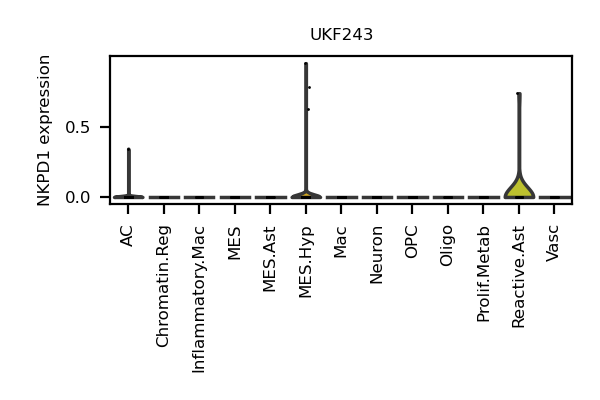 UKF243
NKPD1 expression
0.5
0.0
AC
Chromatin.Reg
Inflammatory.Mac
MES
MES.Ast
MES.Hyp
Mac
Neuron
OPC
Oligo
Prolif.Metab
Reactive.Ast
Vasc